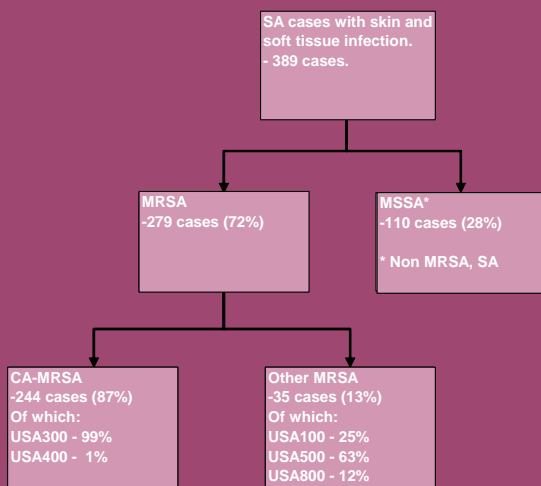 SA cases with skin and
soft tissue infection.
- 389 cases.
MRSA
-279 cases (72%)
MSSA*
-110 cases (28%)
* Non MRSA, SA
CA-MRSA
-244 cases (87%)
Of which:
USA300 - 99%
USA400 - 1%
Other MRSA
-35 cases (13%)
Of which:
USA100 - 25%
USA500 - 63%
USA800 - 12%